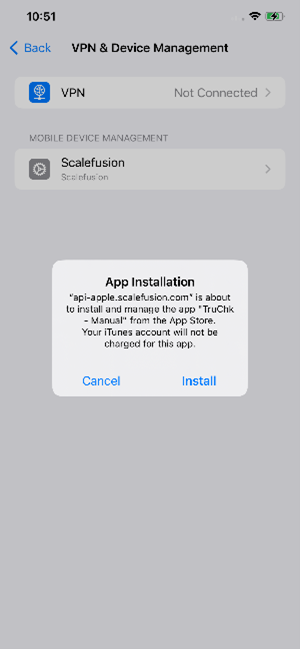 10:51
Back
VPN & Device Management
VPN
Not Connected
MOBILE DEVICE MANAGEMENT
Scalefusion
Scalefusion
App Installation
"api-apple.scalefusion.com" is about
to install and manage the app "TruChk
- Manual" from the App Store.
Your iTunes account will not be
charged for this app.
Cancel
Install